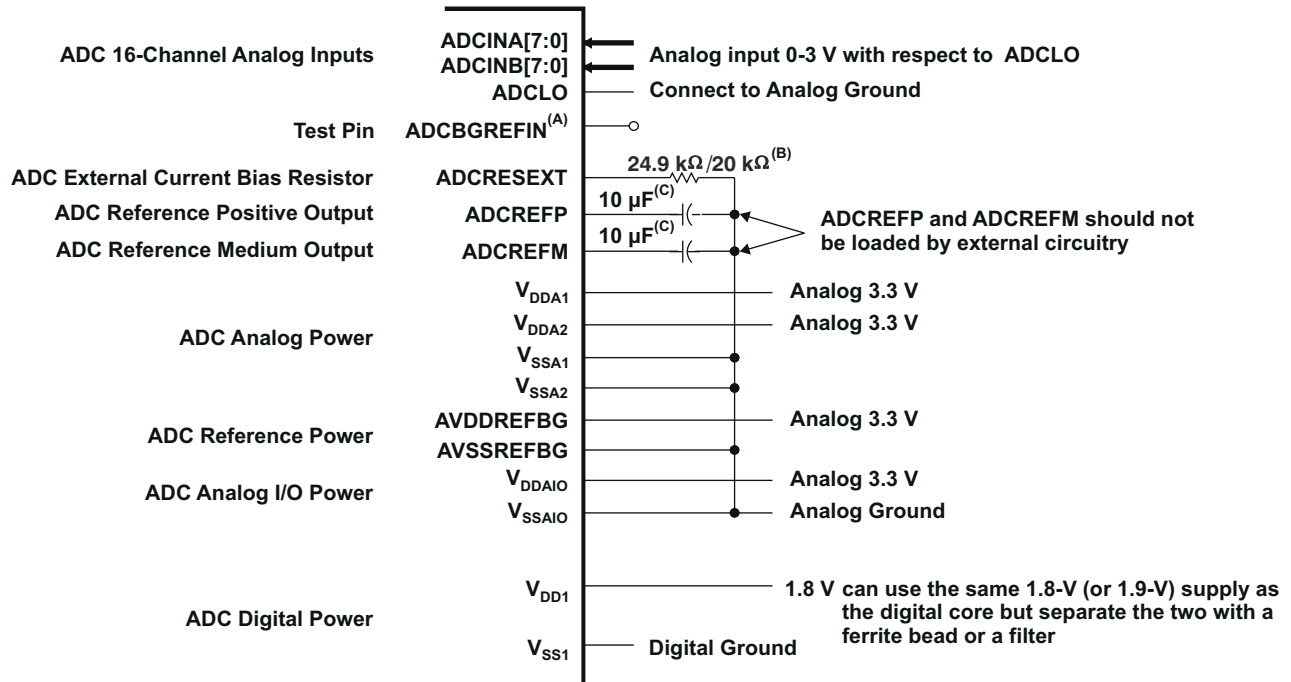 ADC 16-Channel Analog Inputs
ADCINA[7:0]
ADCINB[7:0]
Analog input 0-3 V with respect to ADCLO
ADCLO
Connect to Analog Ground
Test Pin
ADCBGREFIN(A)
ADC External Current Bias Resistor
ADCRESEXT
24.9 kΩ/20 kΩ(B)
ADC Reference Positive Output
ADCREFP
10 µF(C)
ADC Reference Medium Output
ADCREFM
10 µF(C)
ADCREFP and ADCREFM should not
be loaded by external circuitry
ADC Analog Power
VDDA1
Analog 3.3 V
VDDA2
Analog 3.3 V
VSSA1
VSSA2
ADC Reference Power
AVDDREFBG
Analog 3.3 V
AVSSREFBG
ADC Analog I/O Power
VDDAIO
Analog 3.3 V
VSSAIO
Analog Ground
ADC Digital Power
VDD1
1.8 V can use the same 1.8-V (or 1.9-V) supply as
the digital core but separate the two with a
ferrite bead or a filter
VSS1
Digital Ground